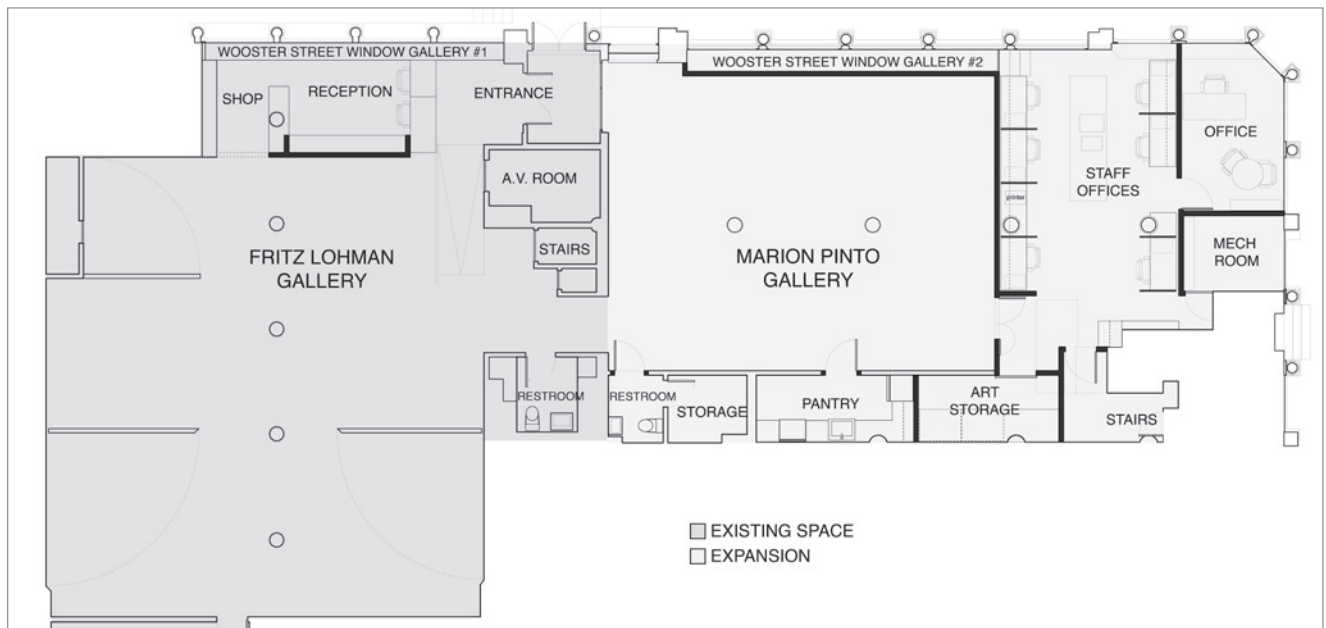 WOOSTER STREET WINDOW GALLERY #1
WOOSTER STREET WINDOW GALLERY #2
SHOP
RECEPTION
ENTRANCE
OFFICE
A.V. ROOM
STAFF
OFFICES
printer
STAIRS
FRITZ LOHMAN
GALLERY
MARION PINTO
GALLERY
MECH
ROOM
RESTROOM
RESTROOM
STORAGE
PANTRY
ART
STORAGE
STAIRS
EXISTING SPACE
EXPANSION